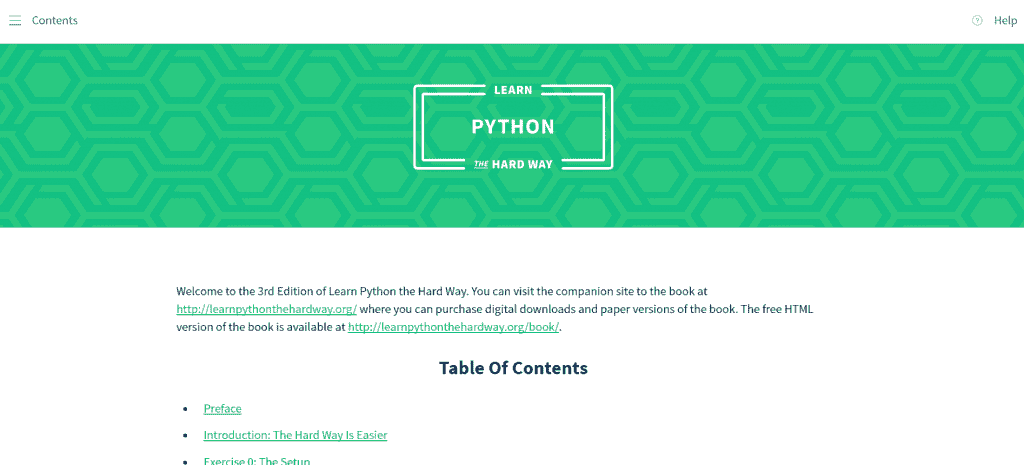 Contents
Help
LEARN
PYTHON
THE HARD WAY
Welcome to the 3rd Edition of Learn Python the Hard Way. You can visit the companion site to the book at
http://learnpythonthehardway.org/ where you can purchase digital downloads and paper versions of the book. The free HTML
version of the book is available at http://learnpythonthehardway.org/book/.
Table Of Contents
Preface
Introduction: The Hard Way Is Easier
Exercise 0: The Setup